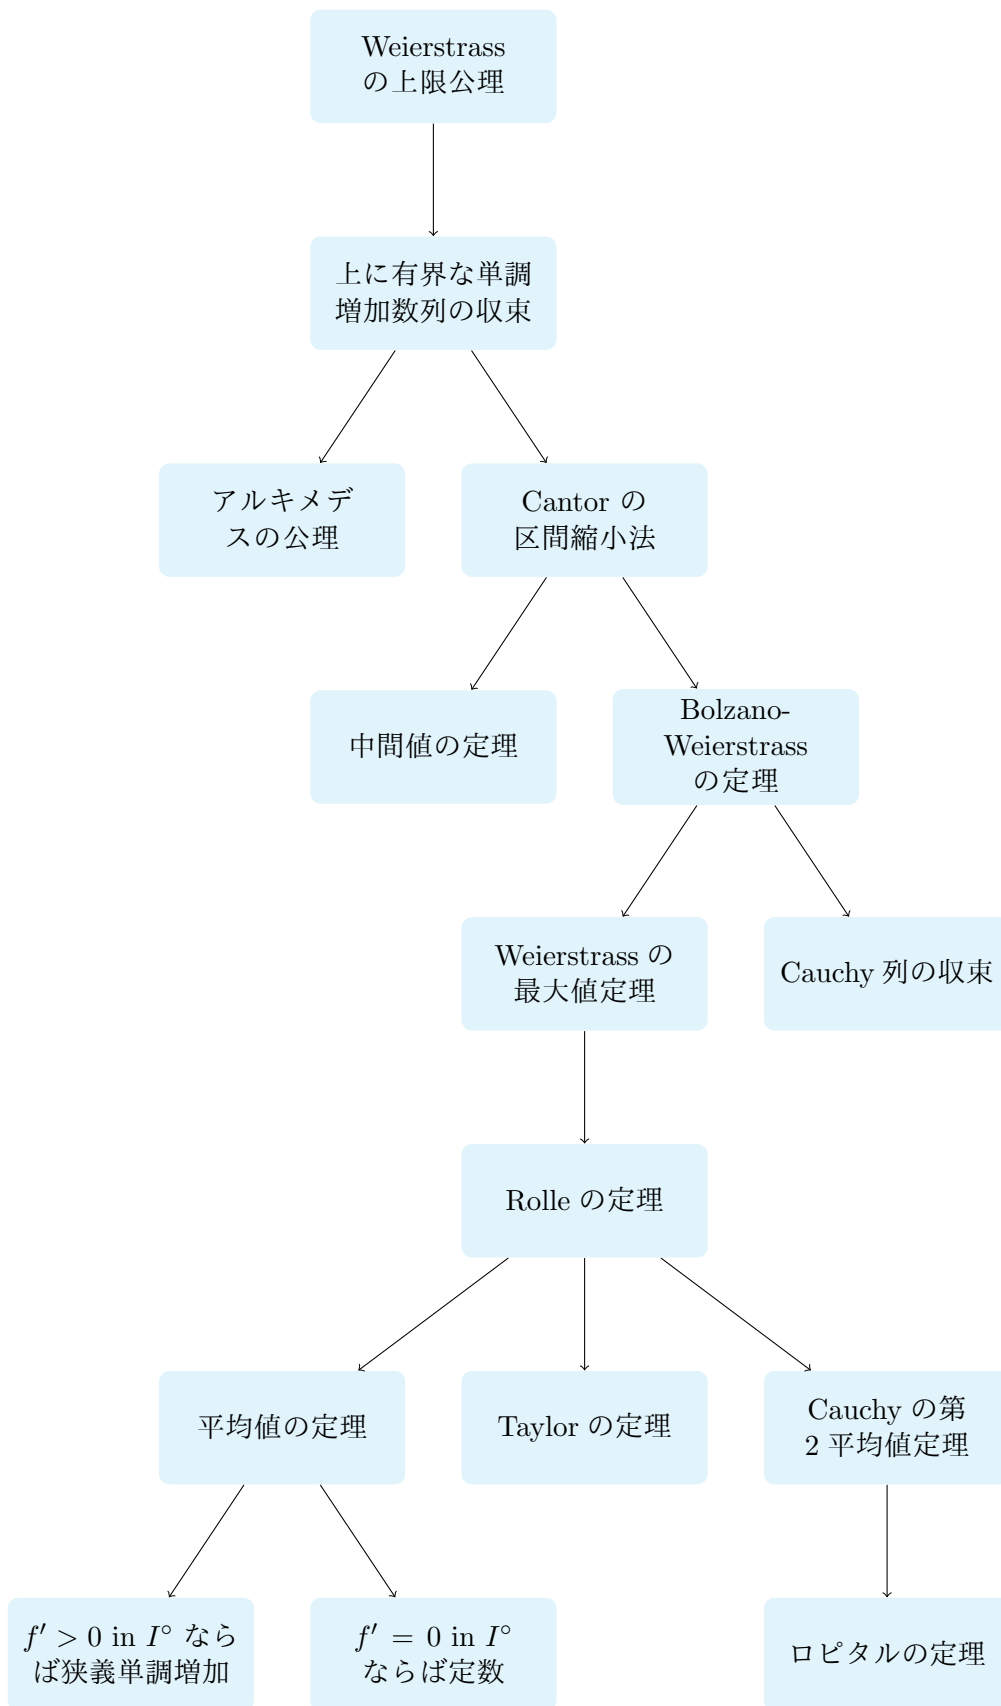 Weierstrass
の上限公理
上に有界な単調
増加数列の収束
アルキメデ
スの公理
Cantor の
区間縮小法
中間値の定理
Bolzano-
Weierstrass
の定理
Weierstrass の
最大値定理
Cauchy 列の収束
Rolle の定理
平均値の定理
Taylor の定理
Cauchy の第
2 平均値定理
f′ > 0 in I° なら
ば狭義単調増加
f′ = 0 in I°
ならば定数
ロピタルの定理